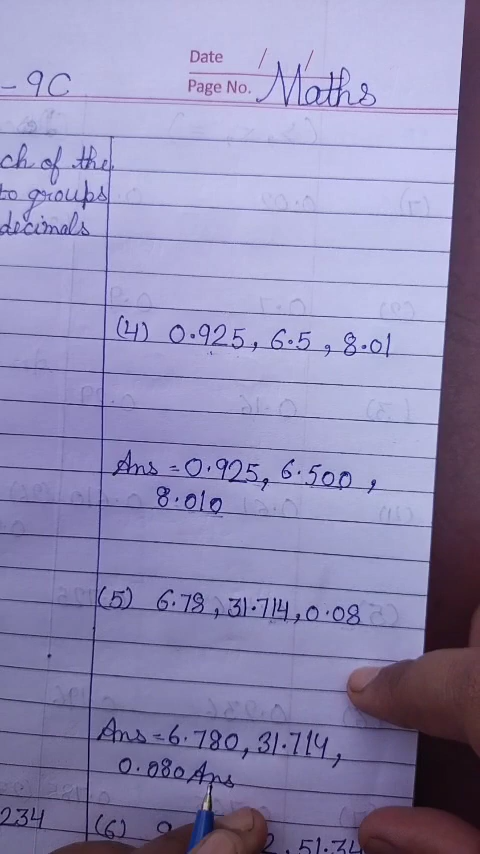 Date / /
- 9C
Page No. Maths
ch of the
to groups
decimals
(4) 0.925, 6.5, 8.01
Ans = 0.925, 6.500,
8.010
(5) 6.78, 31.714, 0.08
Ans = 6.780, 31.714,
0.080 Ans
234
(6)
51.34